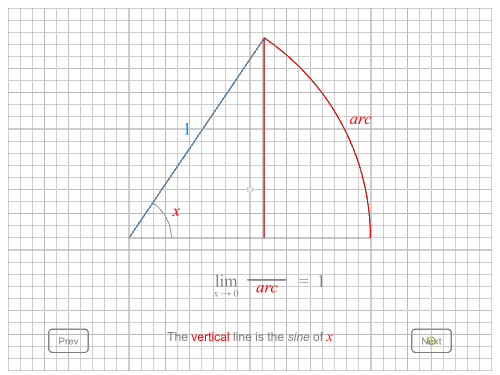 1
arc
x
lim x → 0 / arc = 1
Prev
The vertical line is the sine of x
Next